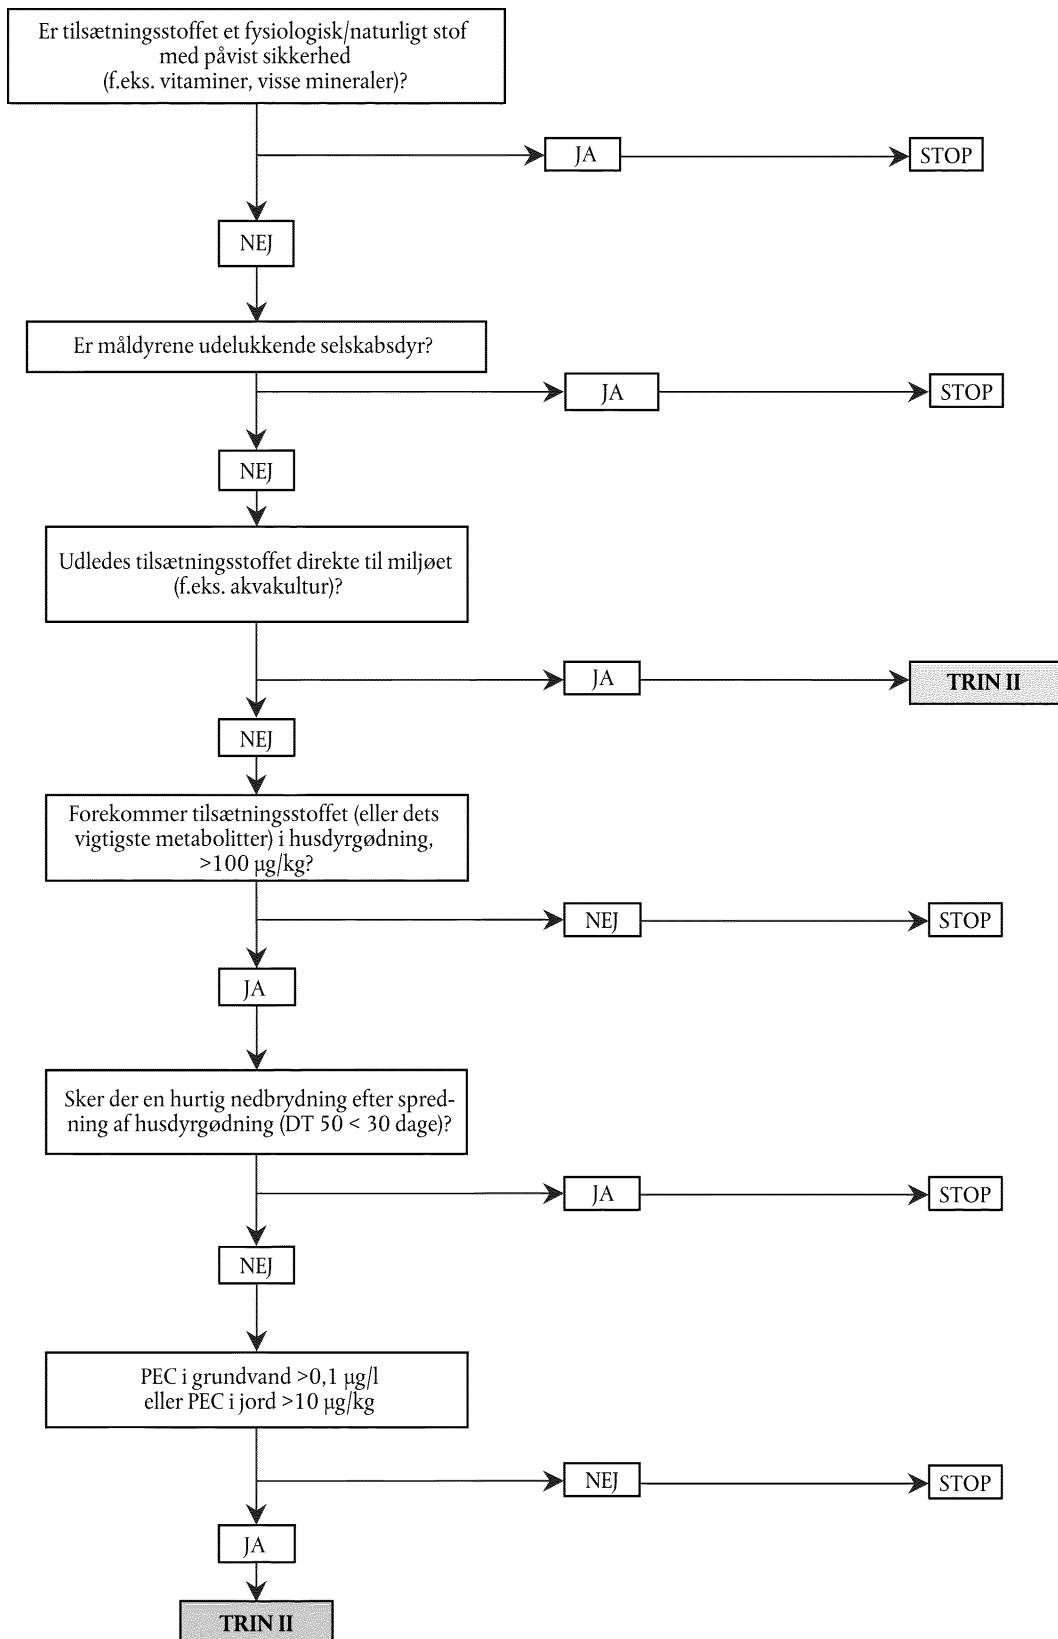 Er tilsætningsstoffet et fysiologisk/naturligt stof
med påvist sikkerhed
(f.eks. vitaminer, visse mineraler)?
JA
STOP
NEJ
Er måldyrene udelukkende selskabsdyr?
JA
STOP
NEJ
Udledes tilsætningsstoffet direkte til miljøet
(f.eks. akvakultur)?
JA
TRIN II
NEJ
Forekommer tilsætningsstoffet (eller dets
vigtigste metabolitter) i husdyrgødning,
>100 µg/kg?
NEJ
STOP
JA
Sker der en hurtig nedbrydning efter spred-
ning af husdyrgødning (DT 50 < 30 dage)?
JA
STOP
NEJ
PEC i grundvand >0,1 µg/l
eller PEC i jord >10 µg/kg
NEJ
STOP
JA
TRIN II